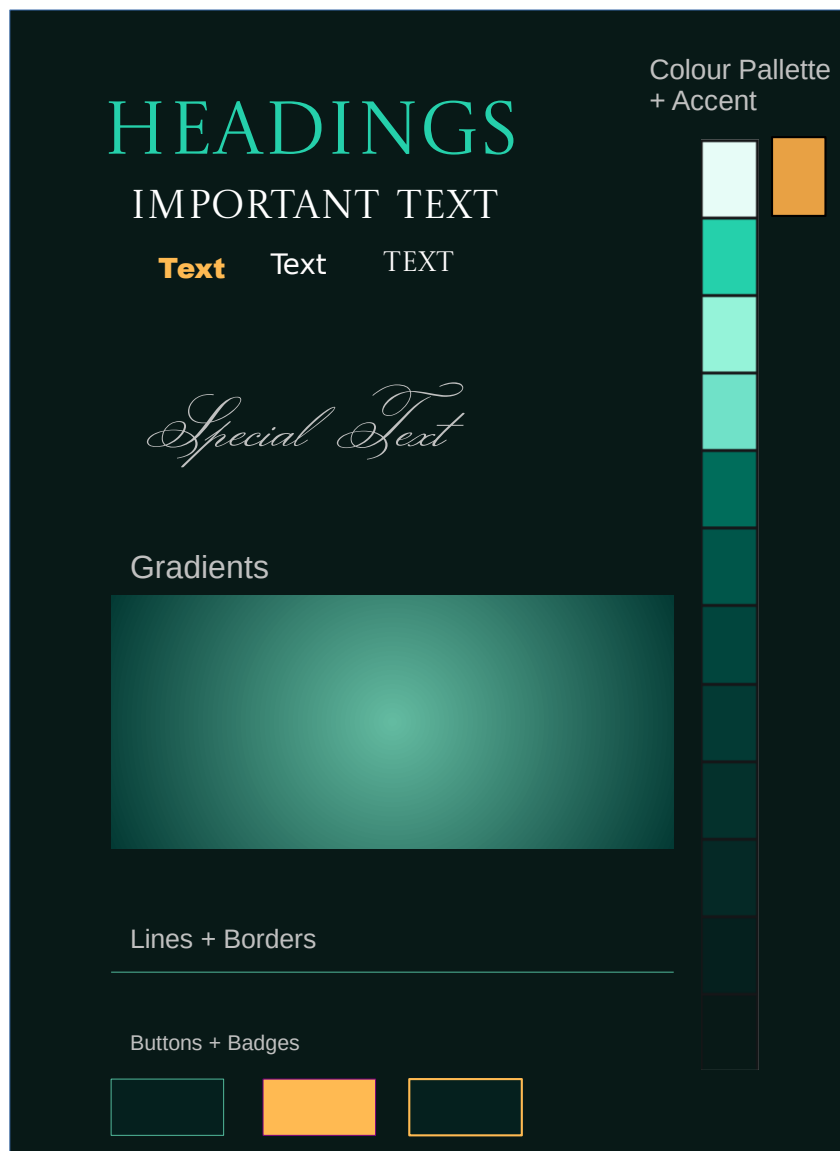 Colour Pallette
+ Accent
HEADINGS
IMPORTANT TEXT
Text Text TEXT
Special Text
Gradients
Lines + Borders
Buttons + Badges